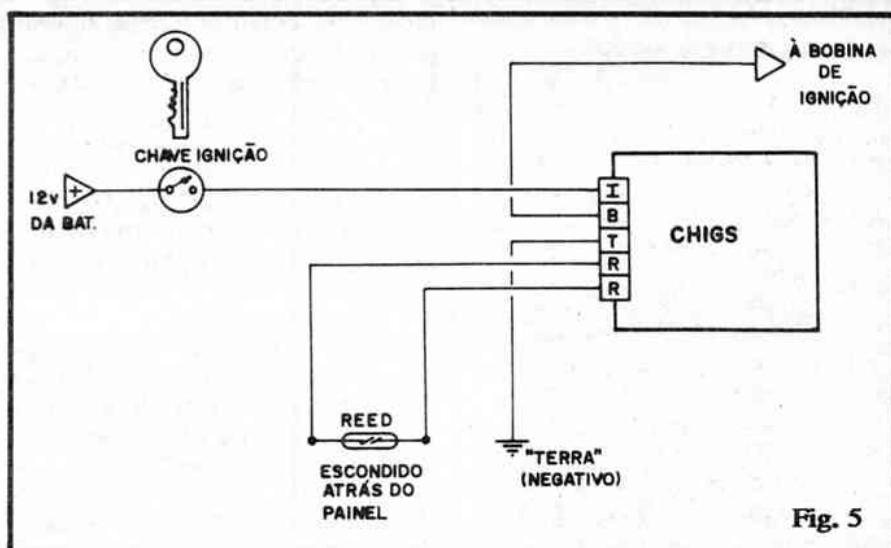 À BOBINA
DE
IGNIÇÃO
CHAVE IGNIÇÃO
12v
+
DA BAT.
I
B
T
R
R
CHIGS
REED
ESCONDIDO
ATRÁS DO
PAINEL
"TERRA"
(NEGATIVO)
Fig. 5